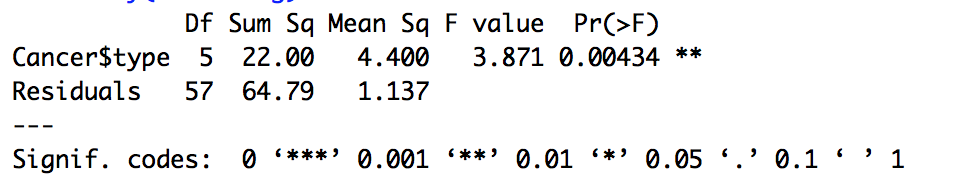 Df Sum Sq Mean Sq F value Pr(>F)
Cancer$type 5 22.00 4.400 3.871 0.00434 **
Residuals 57 64.79 1.137
---
Signif. codes: 0 ‘***’ 0.001 ‘**’ 0.01 ‘*’ 0.05 ‘.’ 0.1 ‘ ’ 1